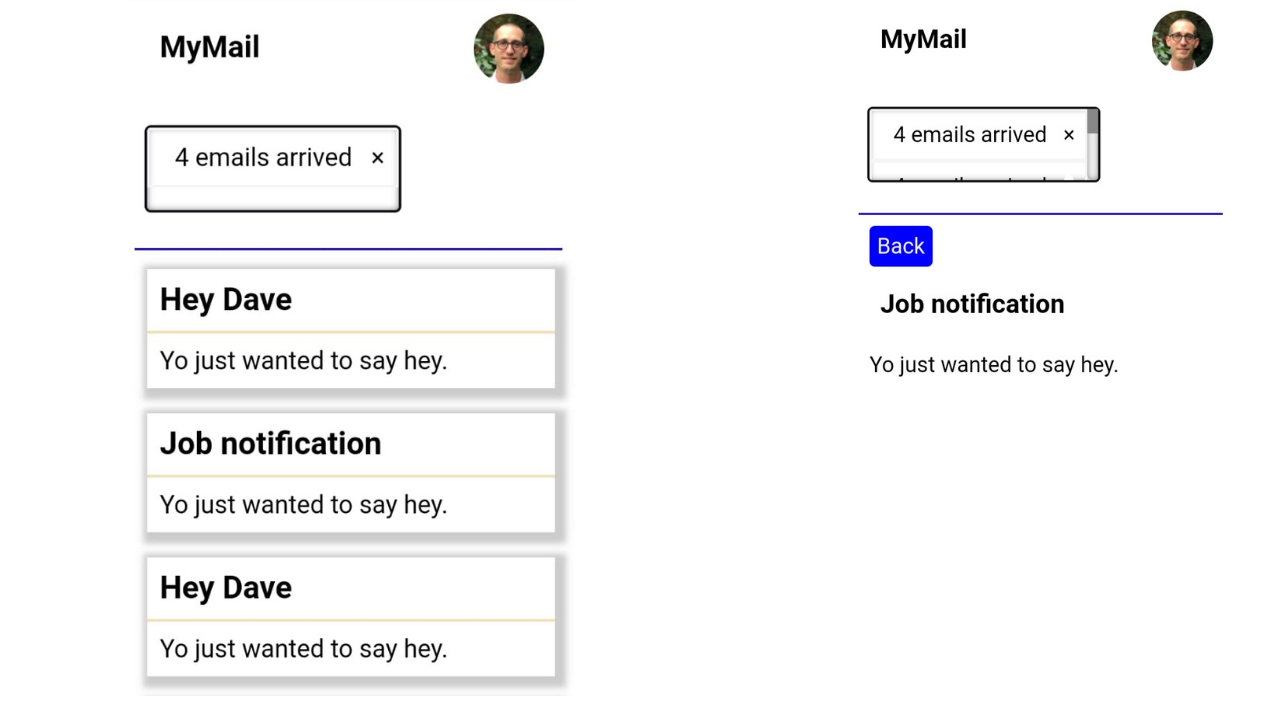 MyMail
4 emails arrived ×
Hey Dave
Yo just wanted to say hey.
Job notification
Yo just wanted to say hey.
Hey Dave
Yo just wanted to say hey.
MyMail
4 emails arrived ×
Back
Job notification
Yo just wanted to say hey.